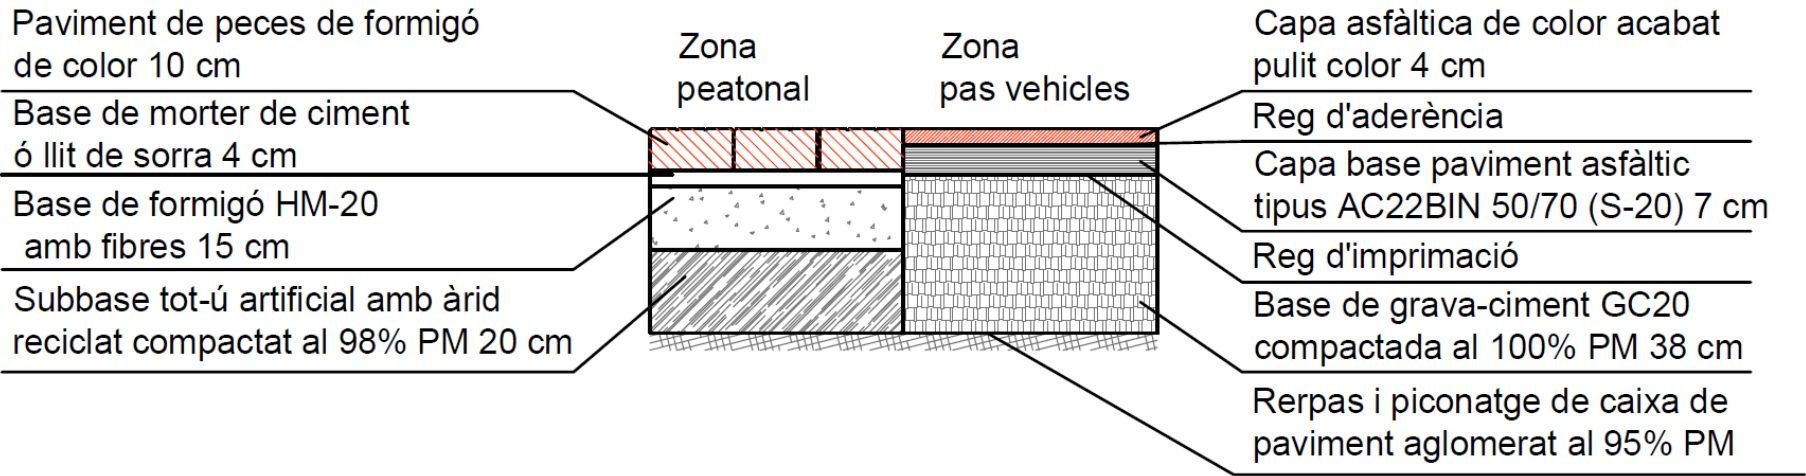 Paviment de peces de formigó
de color 10 cm
Base de morter de ciment
ó llit de sorra 4 cm
Base de formigó HM-20
amb fibres 15 cm
Subbase tot-ú artificial amb àrid
reciclat compactat al 98% PM 20 cm
Zona
peatonal
Zona
pas vehicles
Capa asfàltica de color acabat
pulit color 4 cm
Reg d'aderència
Capa base paviment asfàltic
tipus AC22BIN 50/70 (S-20) 7 cm
Reg d'imprimació
Base de grava-ciment GC20
compactada al 100% PM 38 cm
Rerpas i piconatge de caixa de
paviment aglomerat al 95% PM